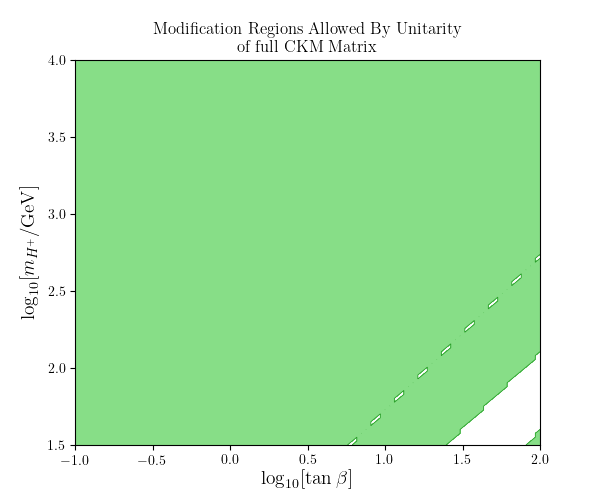 Modification Regions Allowed By Unitarity
of full CKM Matrix
4.0
3.5
3.0
2.5
2.0
1.5
log₁₀[m_{H⁺}/GeV]
−1.0 −0.5 0.0 0.5 1.0 1.5 2.0
log₁₀[tan β]